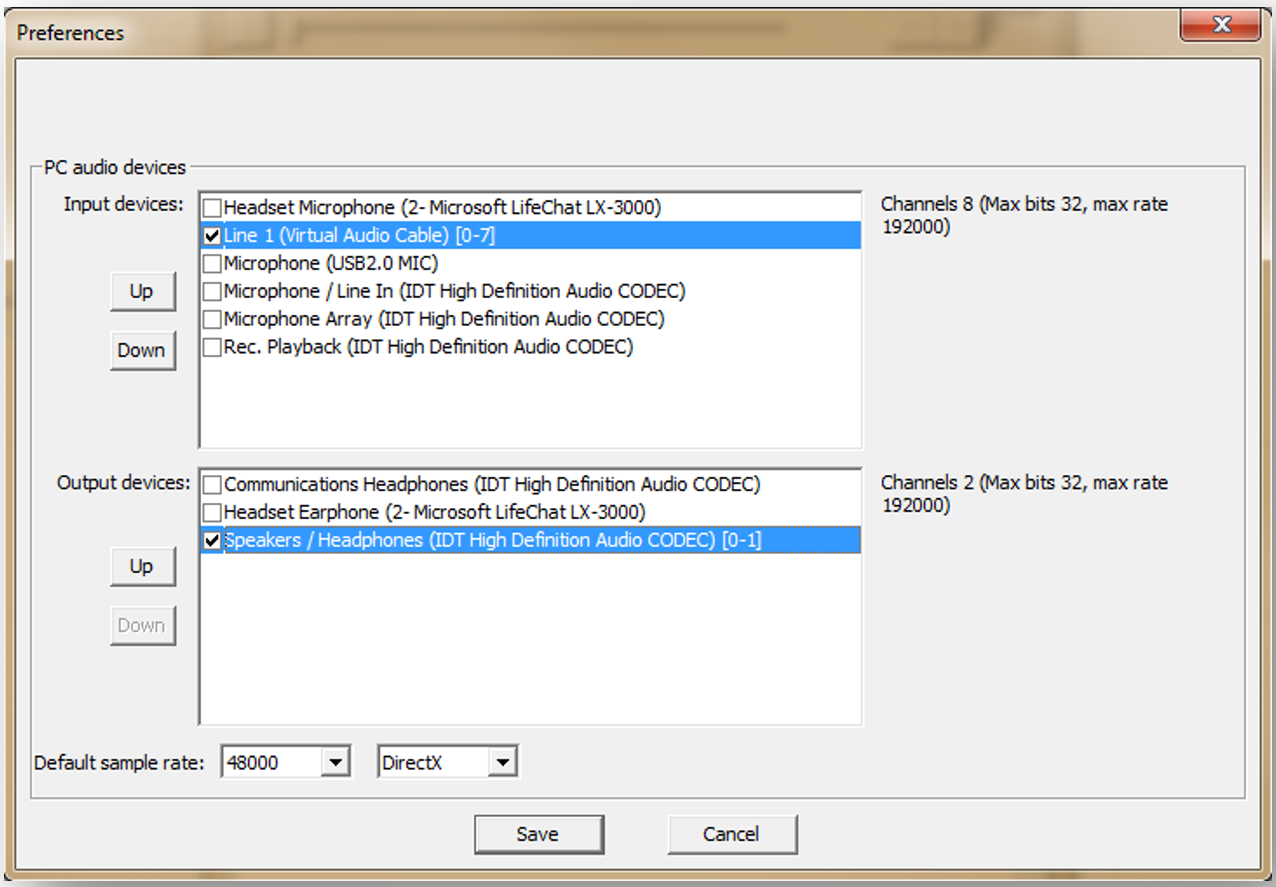 Preferences
PC audio devices
Input devices:
Headset Microphone (2- Microsoft LifeChat LX-3000)
Line 1 (Virtual Audio Cable) [0-7]
Microphone (USB2.0 MIC)
Microphone / Line In (IDT High Definition Audio CODEC)
Microphone Array (IDT High Definition Audio CODEC)
Rec. Playback (IDT High Definition Audio CODEC)
Channels 8 (Max bits 32, max rate
192000)
Up
Down
Output devices:
Communications Headphones (IDT High Definition Audio CODEC)
Headset Earphone (2- Microsoft LifeChat LX-3000)
Speakers / Headphones (IDT High Definition Audio CODEC) [0-1]
Channels 2 (Max bits 32, max rate
192000)
Up
Down
Default sample rate: 48000 DirectX
Save Cancel